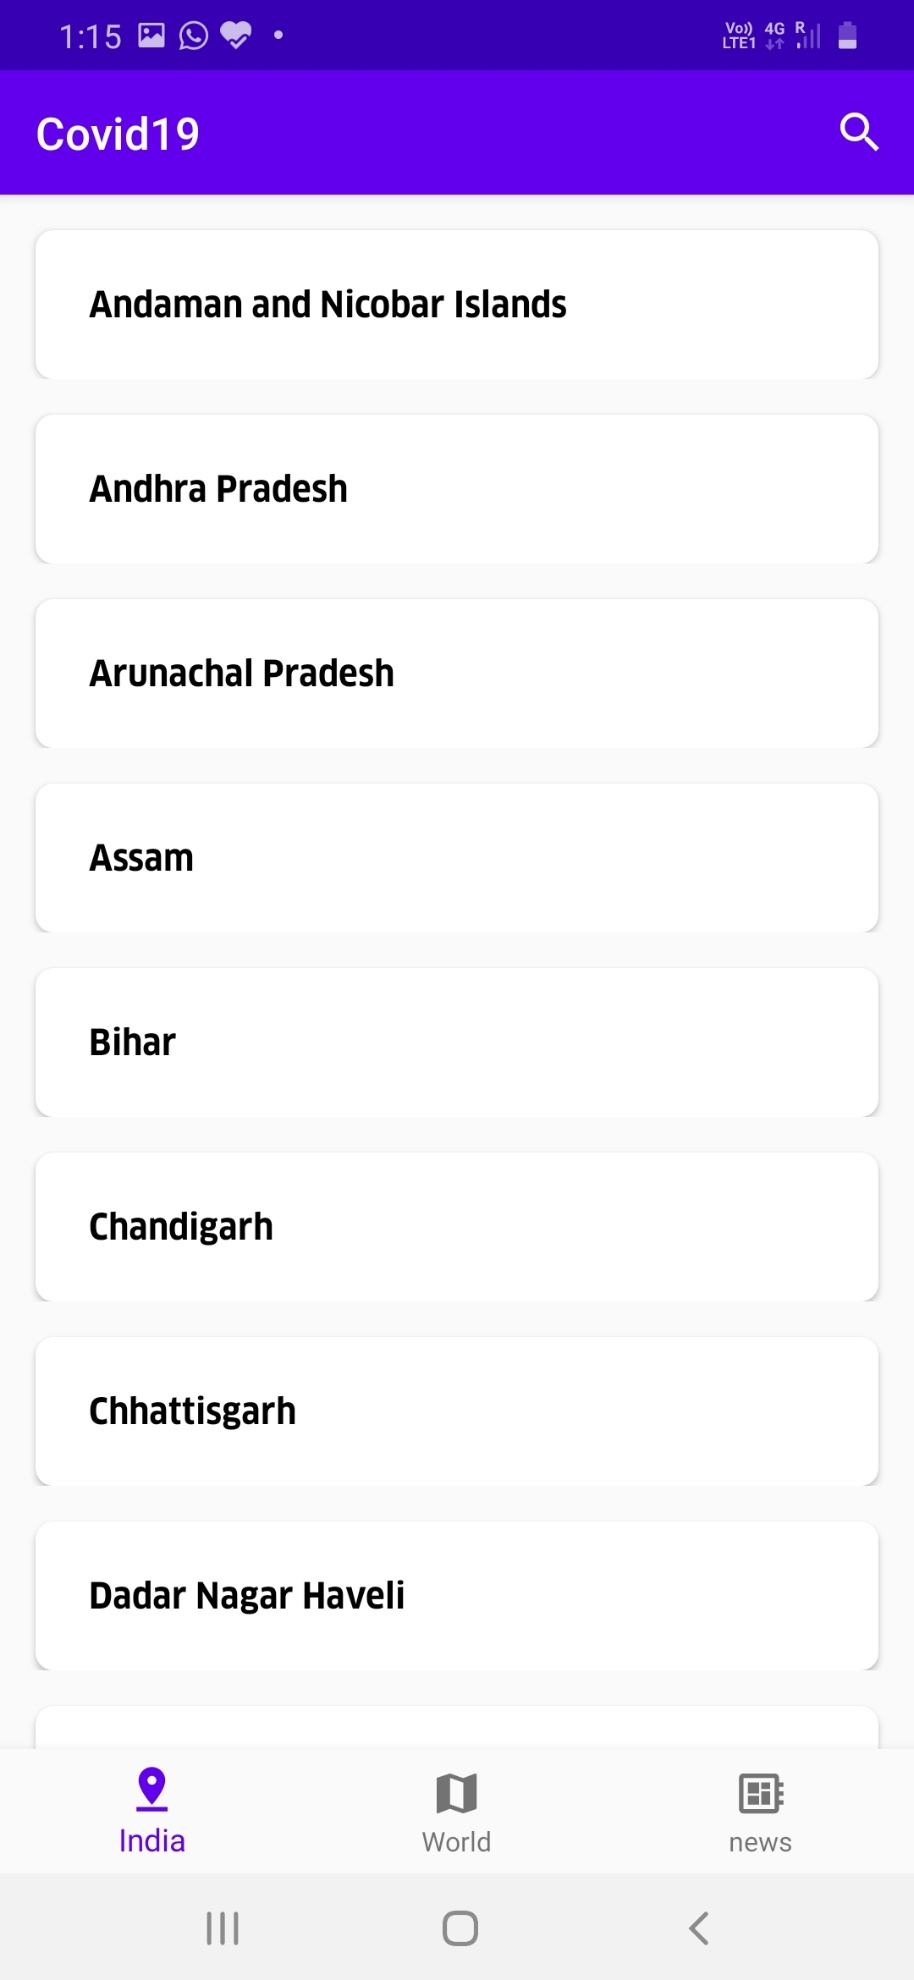 1:15
Vo)) 4G R
LTE1
Covid19
Andaman and Nicobar Islands
Andhra Pradesh
Arunachal Pradesh
Assam
Bihar
Chandigarh
Chhattisgarh
Dadar Nagar Haveli
India
World
news